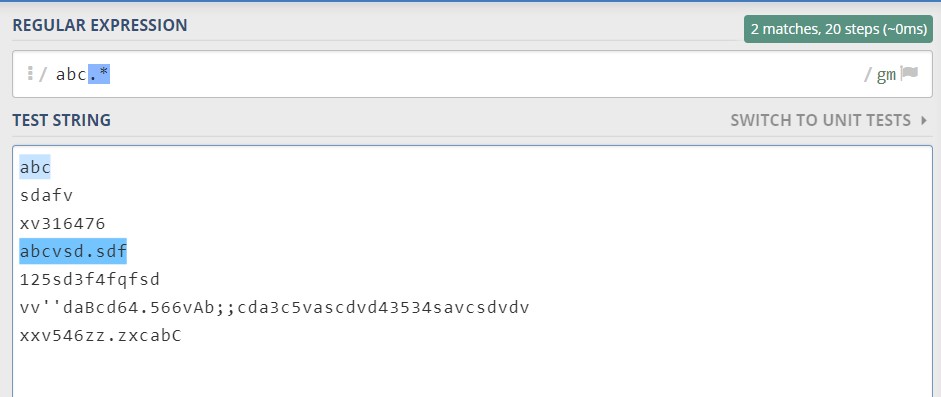 REGULAR EXPRESSION
2 matches, 20 steps (~0ms)
/ abc.* / gm
TEST STRING
SWITCH TO UNIT TESTS
abc
sdafv
xv316476
abcvsd.sdf
125sd3f4fqfsd
vv''daBcd64.566vAb;;cda3c5vascdvd43534savcsdvdv
xxv546zz.zxcabC